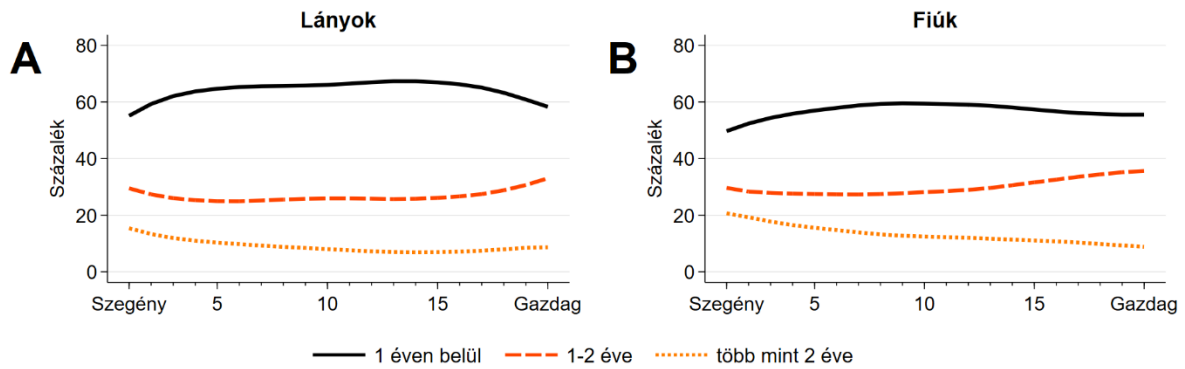 Lányok
A
Százalék
80
60
40
20
0
Szegény 5 10 15 Gazdag
Fiúk
B
Százalék
80
60
40
20
0
Szegény 5 10 15 Gazdag
1 éven belül 1-2 éve több mint 2 éve